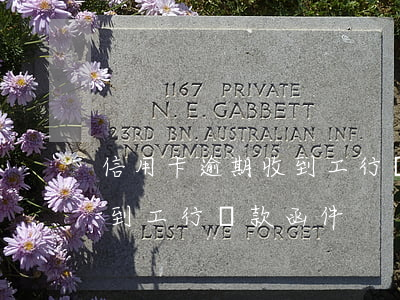 1167 PRIVATE
N. E. GABBETT
23RD BN. AUSTRALIAN INF.
NOVEMBER 1915 AGE 19
信用卡逾期收到工行
到工行款函件
LEST WE FORGET